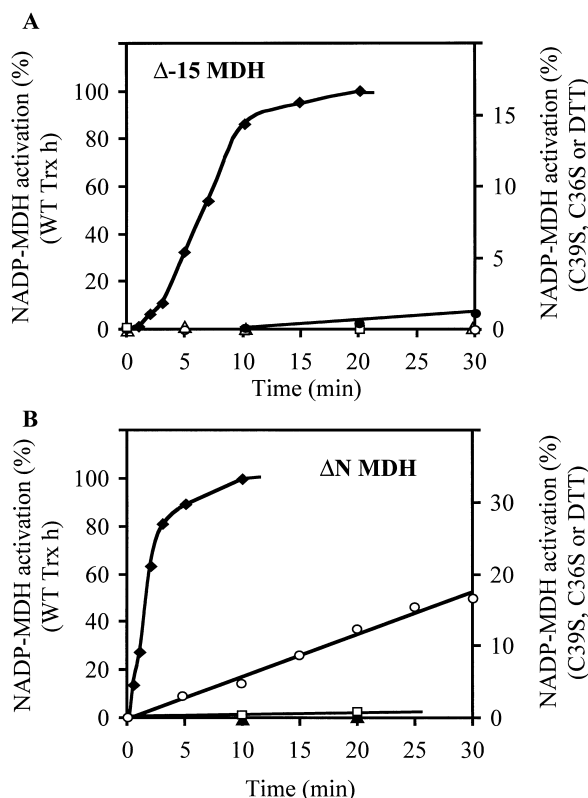 A
Δ-15 MDH
NADP-MDH activation (%)
(WT Trx h)
100
80
60
40
20
0
15
10
5
0
NADP-MDH activation (%)
(C39S, C36S or DTT)
0 5 10 15 20 25 30
Time (min)
B
ΔN MDH
NADP-MDH activation (%)
(WT Trx h)
100
80
60
40
20
0
30
20
10
0
NADP-MDH activation (%)
(C39S, C36S or DTT)
0 5 10 15 20 25 30
Time (min)